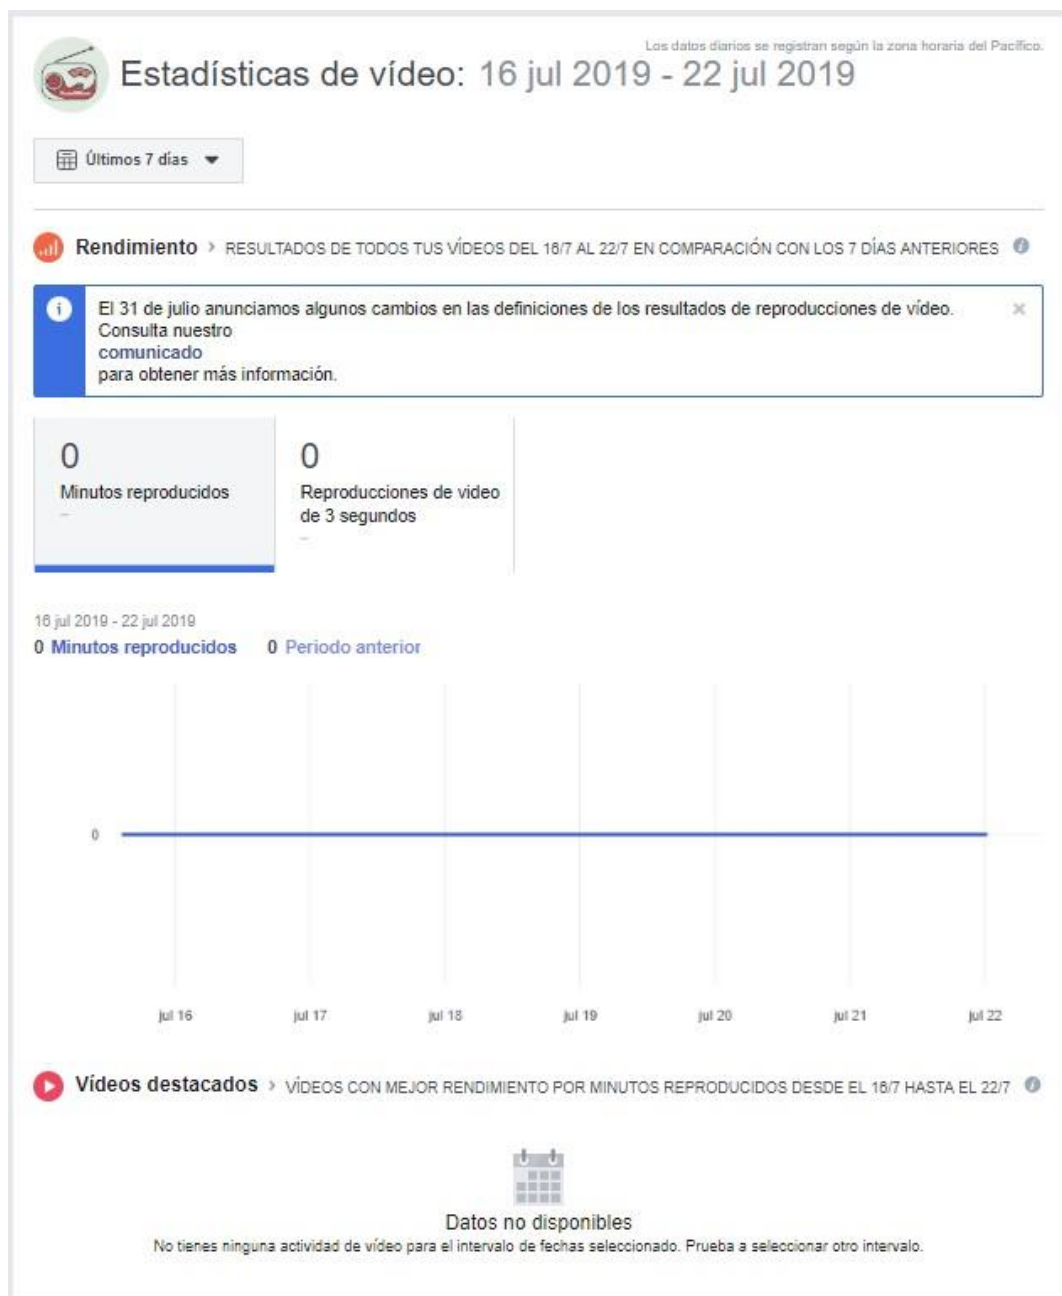 Los datos diarios se registran según la zona horaria del Pacífico.
Estadísticas de vídeo: 16 jul 2019 - 22 jul 2019
Últimos 7 días
Rendimiento > RESULTADOS DE TODOS TUS VÍDEOS DEL 16/7 AL 22/7 EN COMPARACIÓN CON LOS 7 DÍAS ANTERIORES
El 31 de julio anunciamos algunos cambios en las definiciones de los resultados de reproducciones de vídeo.
Consulta nuestro
comunicado
para obtener más información.
0
Minutos reproducidos
–
0
Reproducciones de video
de 3 segundos
–
16 jul 2019 - 22 jul 2019
0 Minutos reproducidos 0 Periodo anterior
0
jul 16 jul 17 jul 18 jul 19 jul 20 jul 21 jul 22
Vídeos destacados > VÍDEOS CON MEJOR RENDIMIENTO POR MINUTOS REPRODUCIDOS DESDE EL 16/7 HASTA EL 22/7
Datos no disponibles
No tienes ninguna actividad de vídeo para el intervalo de fechas seleccionado. Prueba a seleccionar otro intervalo.